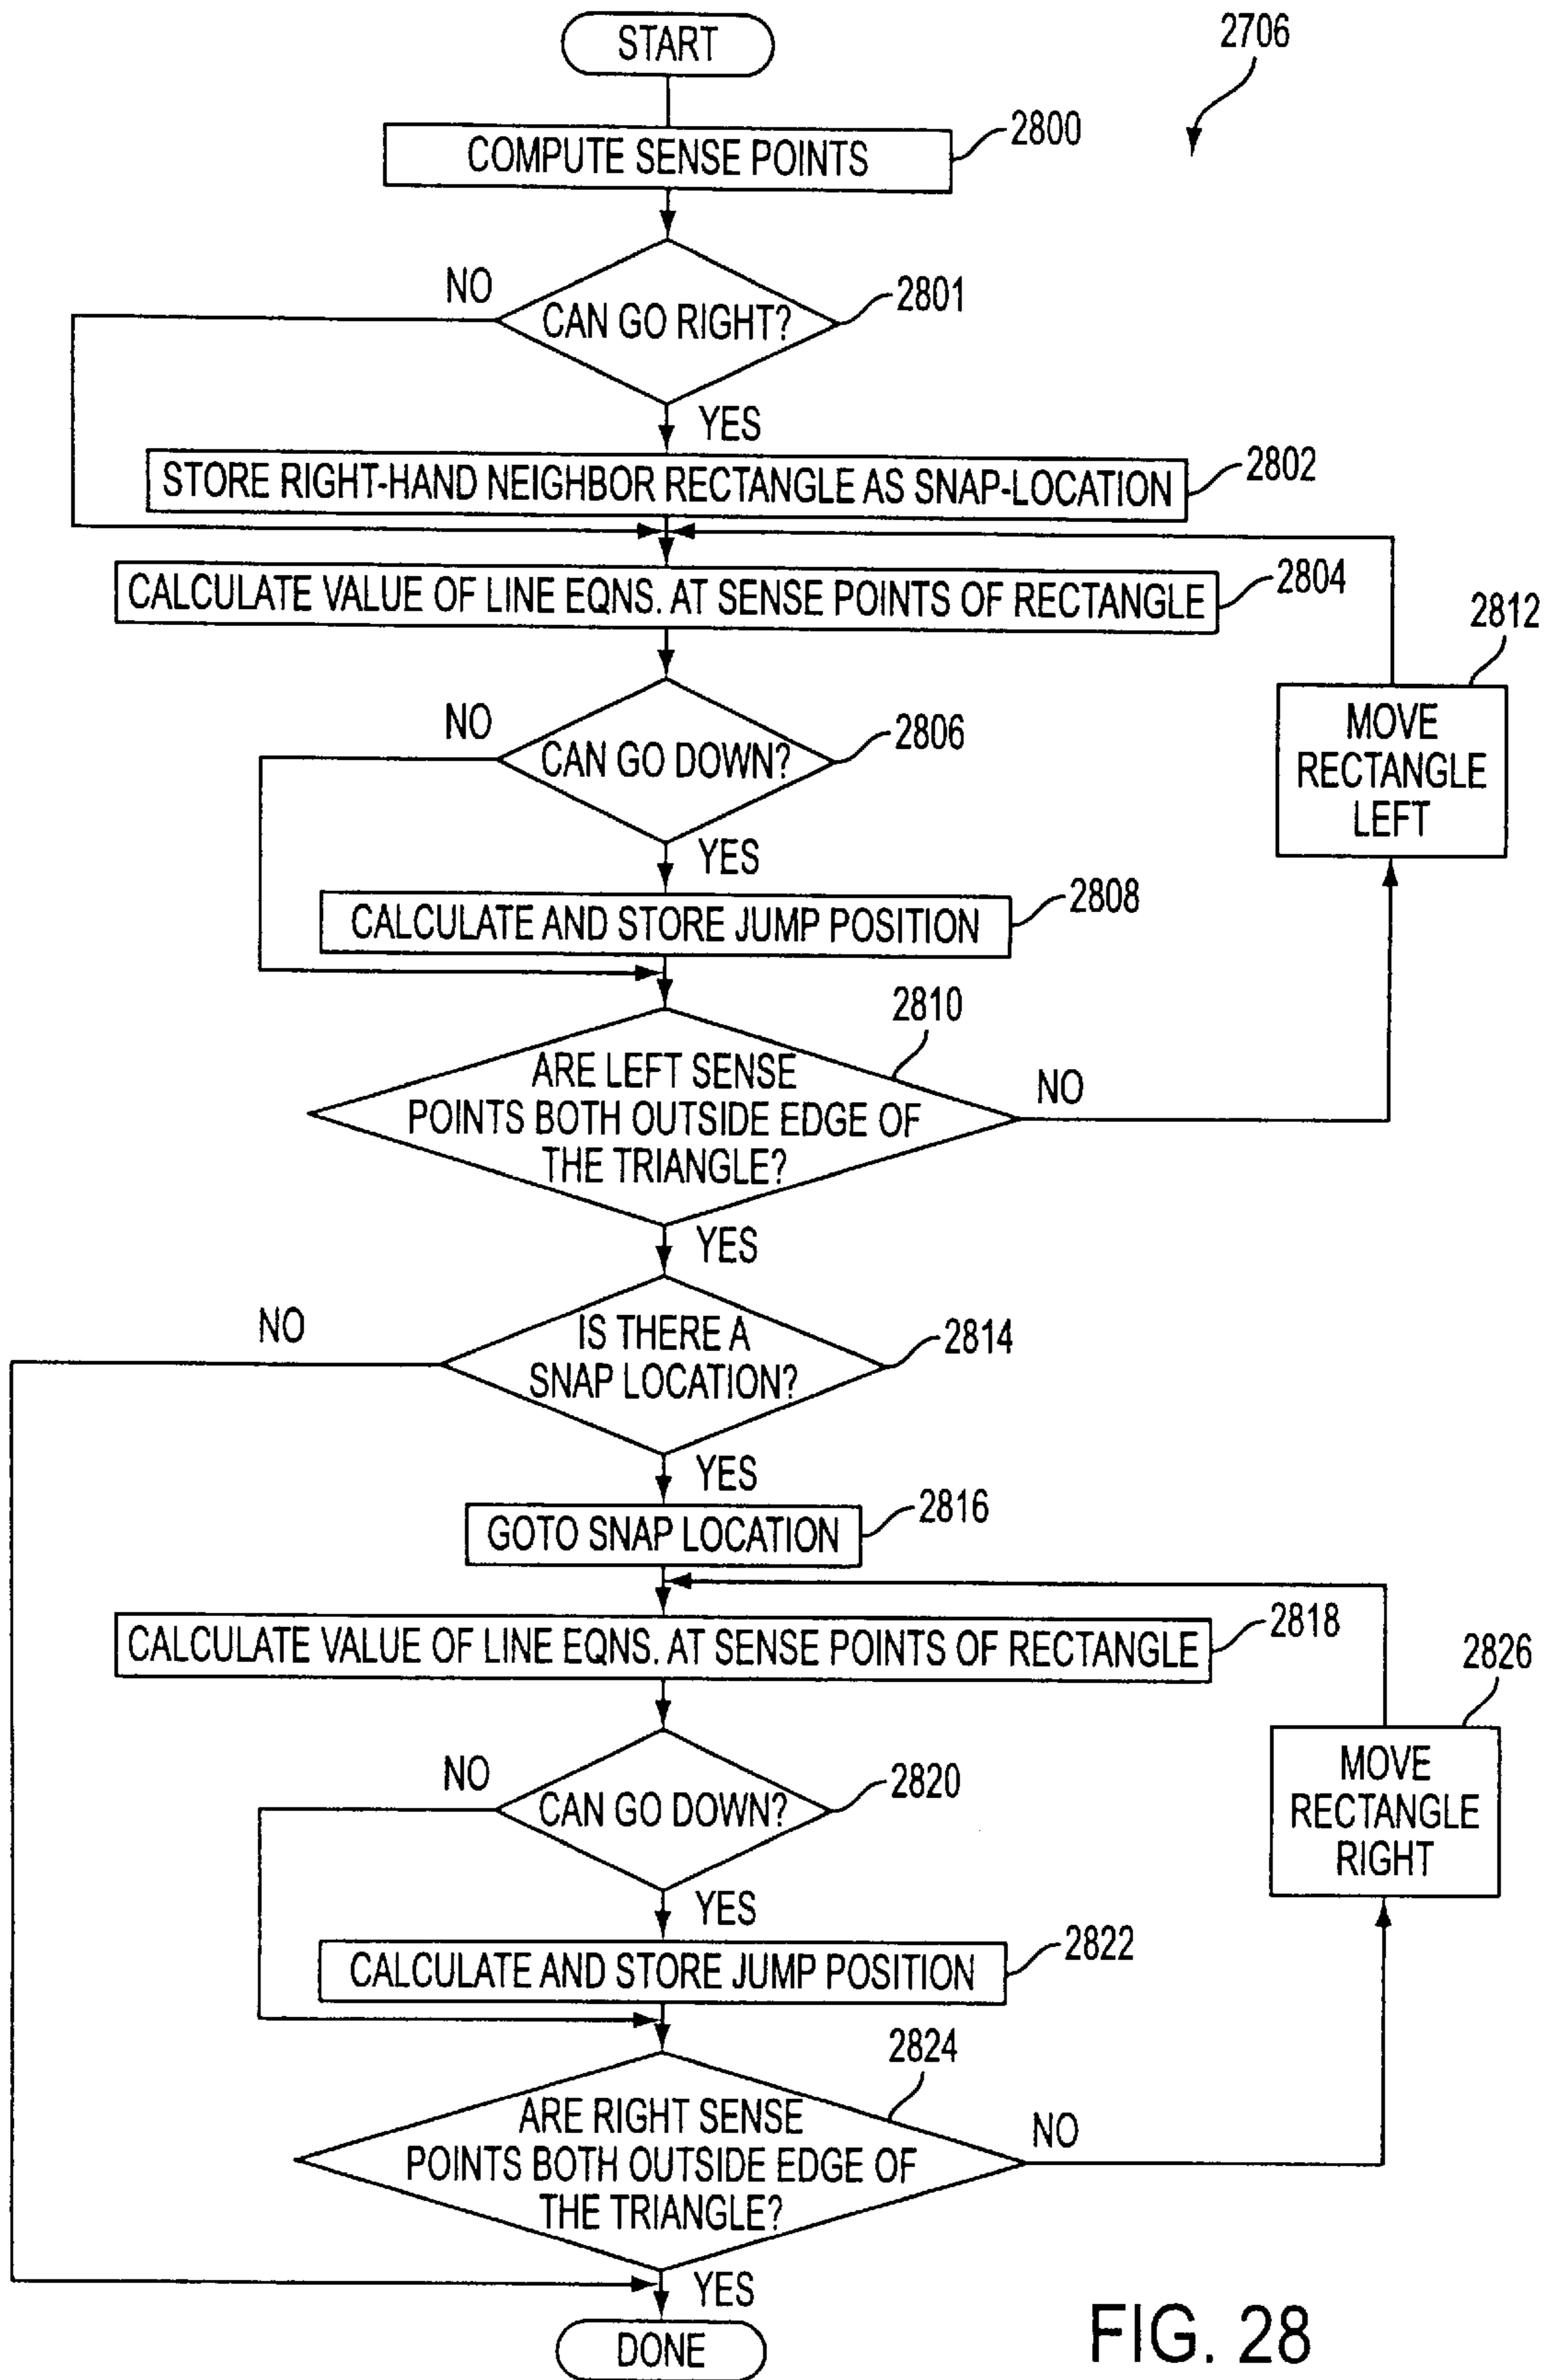 START
2706
2800
COMPUTE SENSE POINTS
NO
2801
CAN GO RIGHT?
YES
2802
STORE RIGHT-HAND NEIGHBOR RECTANGLE AS SNAP-LOCATION
2804
CALCULATE VALUE OF LINE EQNS. AT SENSE POINTS OF RECTANGLE
2812
MOVE
RECTANGLE
LEFT
NO
2806
CAN GO DOWN?
YES
2808
CALCULATE AND STORE JUMP POSITION
2810
ARE LEFT SENSE
POINTS BOTH OUTSIDE EDGE OF
THE TRIANGLE?
NO
YES
NO
IS THERE A
SNAP LOCATION?
2814
YES
2816
GOTO SNAP LOCATION
2818
CALCULATE VALUE OF LINE EQNS. AT SENSE POINTS OF RECTANGLE
2826
MOVE
RECTANGLE
RIGHT
NO
2820
CAN GO DOWN?
YES
2822
CALCULATE AND STORE JUMP POSITION
2824
ARE RIGHT SENSE
POINTS BOTH OUTSIDE EDGE OF
THE TRIANGLE?
NO
YES
DONE
FIG. 28